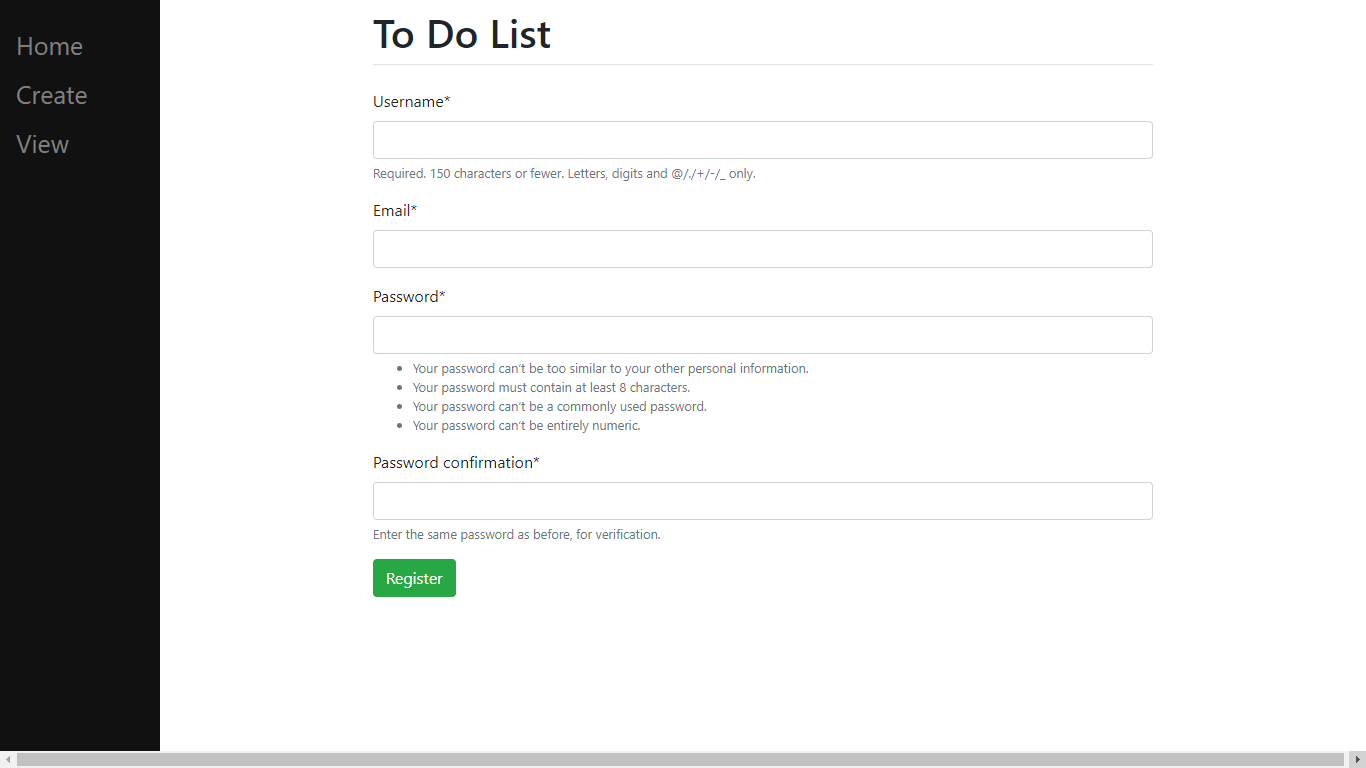 Home
Create
View
To Do List
Username*
Required. 150 characters or fewer. Letters, digits and @/./+/-/_ only.
Email*
Password*
Your password can't be too similar to your other personal information.
Your password must contain at least 8 characters.
Your password can't be a commonly used password.
Your password can't be entirely numeric.
Password confirmation*
Enter the same password as before, for verification.
Register